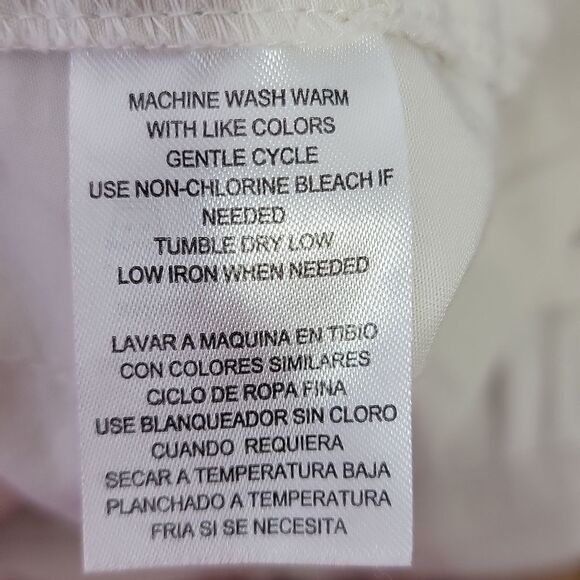 MACHINE WASH WARM
WITH LIKE COLORS
GENTLE CYCLE
USE NON-CHLORINE BLEACH IF
NEEDED
TUMBLE DRY LOW
LOW IRON WHEN NEEDED
LAVAR A MAQUINA EN TIBIO
CON COLORES SIMILARES
CICLO DE ROPA FINA
USE BLANQUEADOR SIN CLORO
CUANDO REQUIERA
SECAR A TEMPERATURA BAJA
PLANCHADO A TEMPERATURA
FRIA SI SE NECESITA